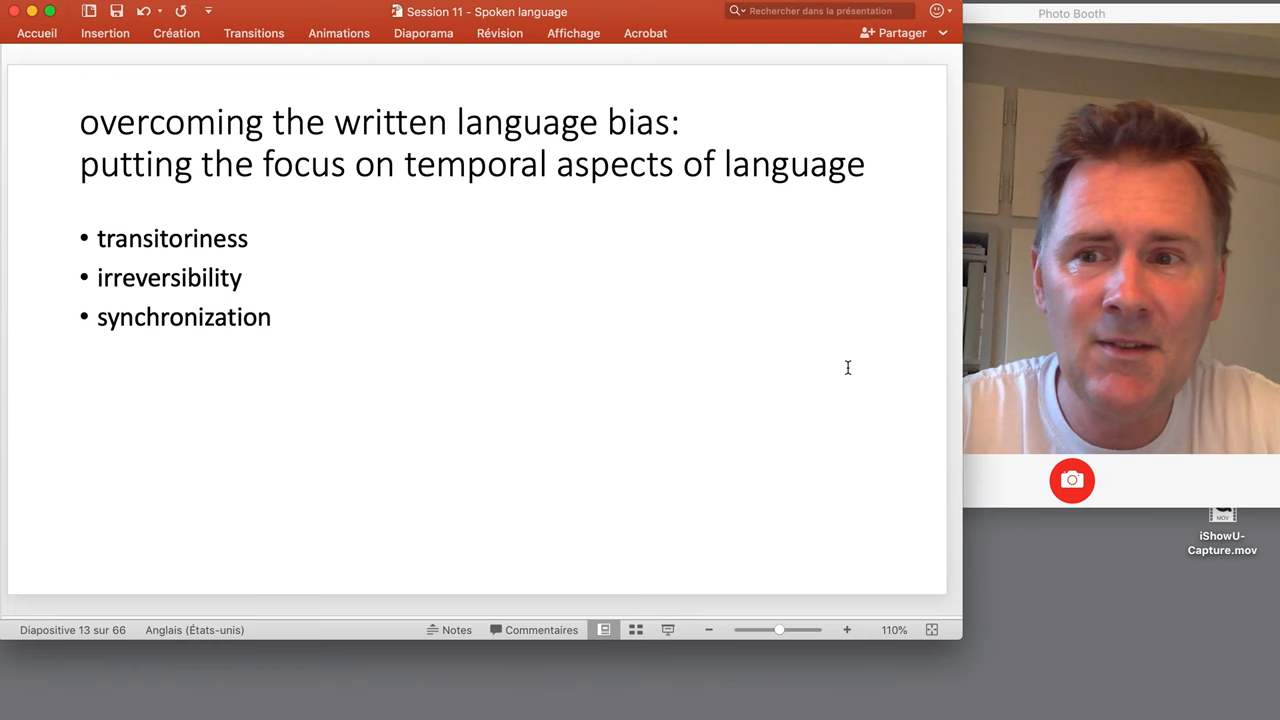 Session 11 - Spoken language
Rechercher dans la présentation
Photo Booth
Accueil
Insertion
Création
Transitions
Animations
Diaporama
Révision
Affichage
Acrobat
Partager
overcoming the written language bias:
putting the focus on temporal aspects of language
• transitoriness
• irreversibility
• synchronization
MOV
iShowU-
Capture.mov
Diapositive 13 sur 66
Anglais (États-unis)
Notes
Commentaires
110%